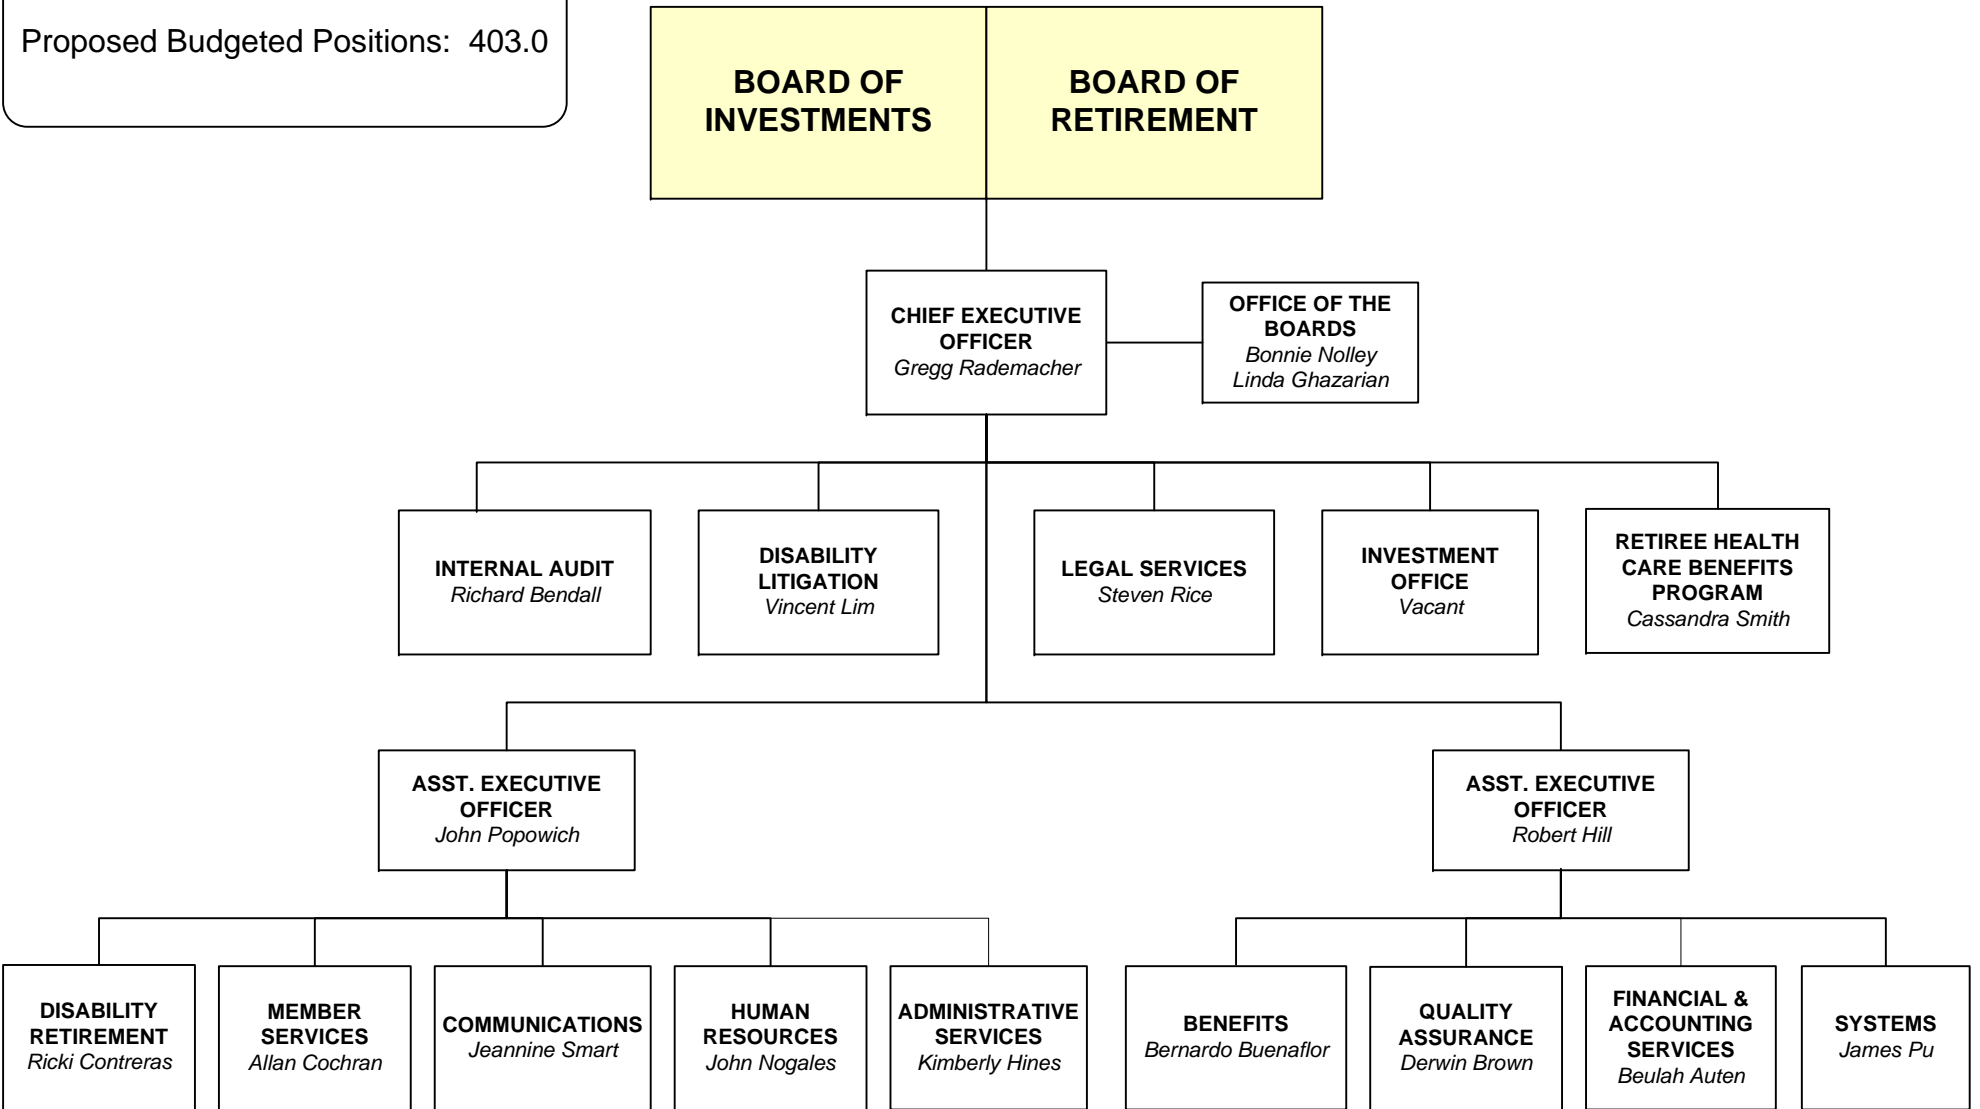 Proposed Budgeted Positions: 403.0
BOARD OF
INVESTMENTS
BOARD OF
RETIREMENT
CHIEF EXECUTIVE
OFFICER
Gregg Rademacher
OFFICE OF THE
BOARDS
Bonnie Nolley
Linda Ghazarian
INTERNAL AUDIT
Richard Bendall
DISABILITY
LITIGATION
Vincent Lim
LEGAL SERVICES
Steven Rice
INVESTMENT
OFFICE
Vacant
RETIREE HEALTH
CARE BENEFITS
PROGRAM
Cassandra Smith
ASST. EXECUTIVE
OFFICER
John Popowich
ASST. EXECUTIVE
OFFICER
Robert Hill
DISABILITY
RETIREMENT
Ricki Contreras
MEMBER
SERVICES
Allan Cochran
COMMUNICATIONS
Jeannine Smart
HUMAN
RESOURCES
John Nogales
ADMINISTRATIVE
SERVICES
Kimberly Hines
BENEFITS
Bernardo Buenaflor
QUALITY
ASSURANCE
Derwin Brown
FINANCIAL &
ACCOUNTING
SERVICES
Beulah Auten
SYSTEMS
James Pu